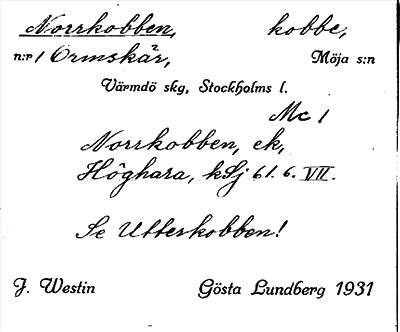 Norrkobben, kobbe,
n:r 1 Ormskär, Möja s:n
Värmdö skg, Stockholms l.
Mc 1
Norrkobben, ek,
Höghara, kSj 61.6. VII.
Se Utterskobben!
J. Westin Gösta Lundberg 1931